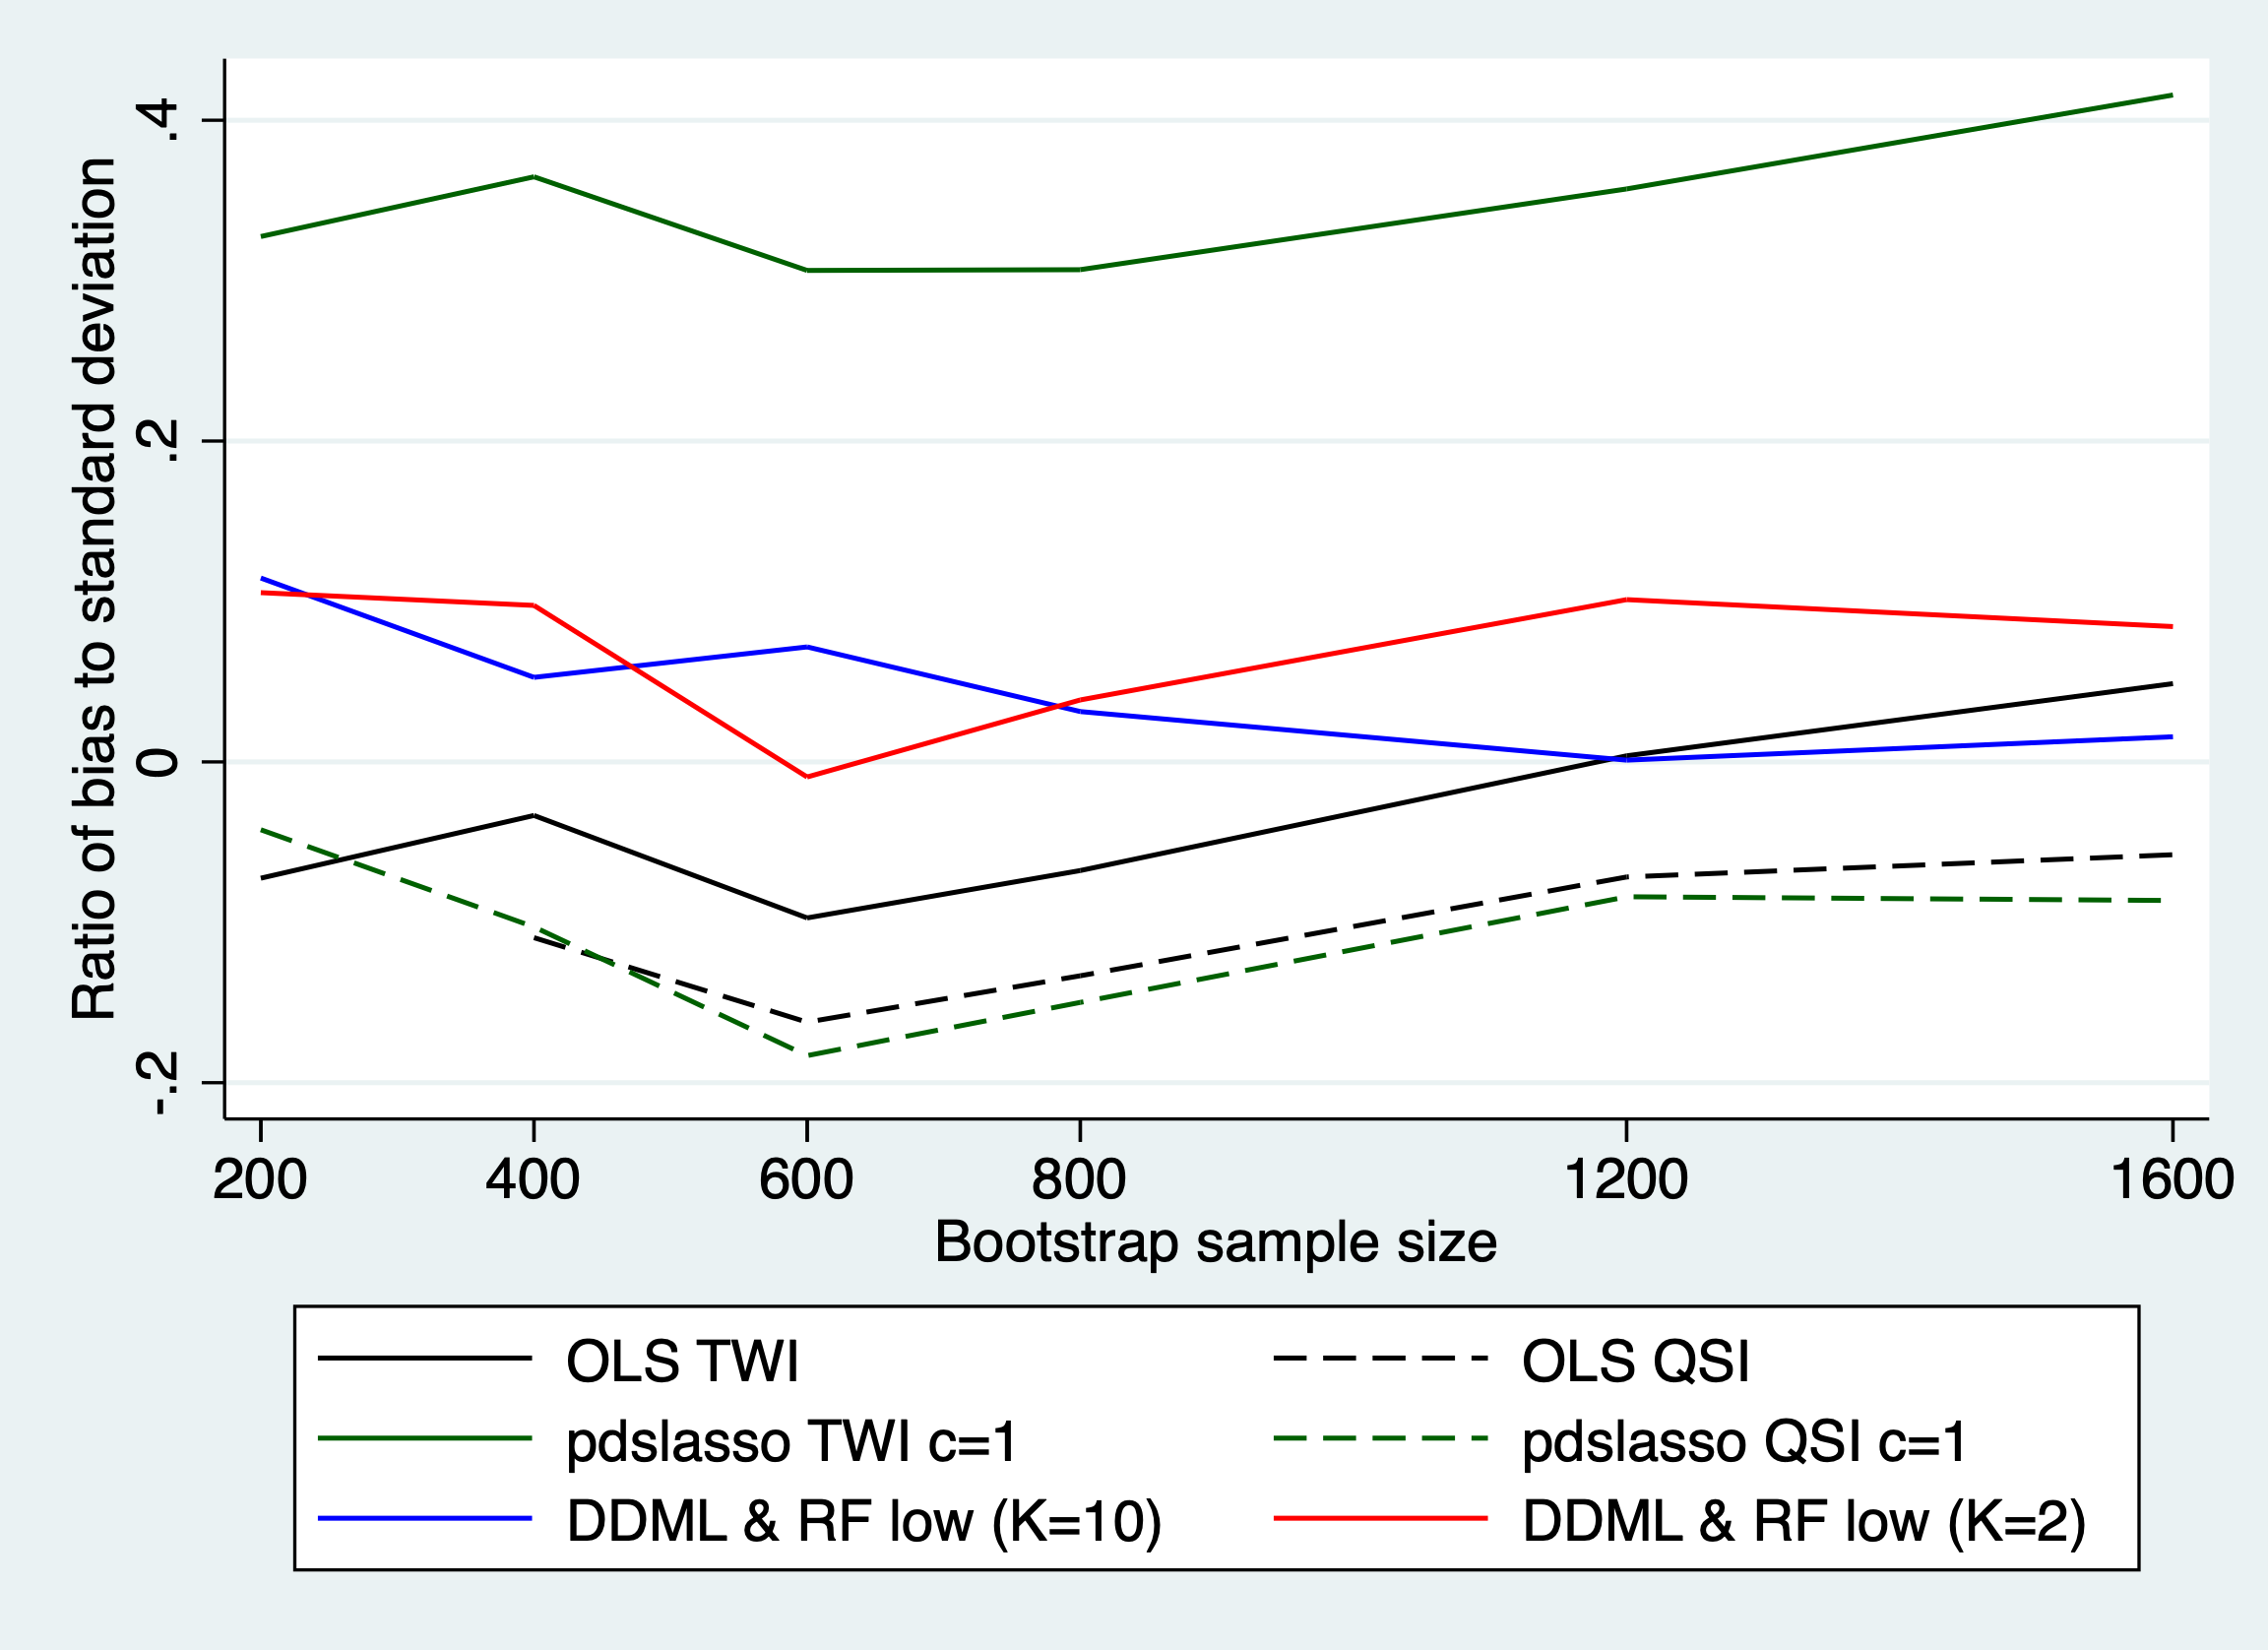 Ratio of bias to standard deviation
.4
.2
0
-.2
200 400 600 800 1200 1600
Bootstrap sample size
OLS TWI
OLS QSI
pdslasso TWI c=1
pdslasso QSI c=1
DDML & RF low (K=10)
DDML & RF low (K=2)